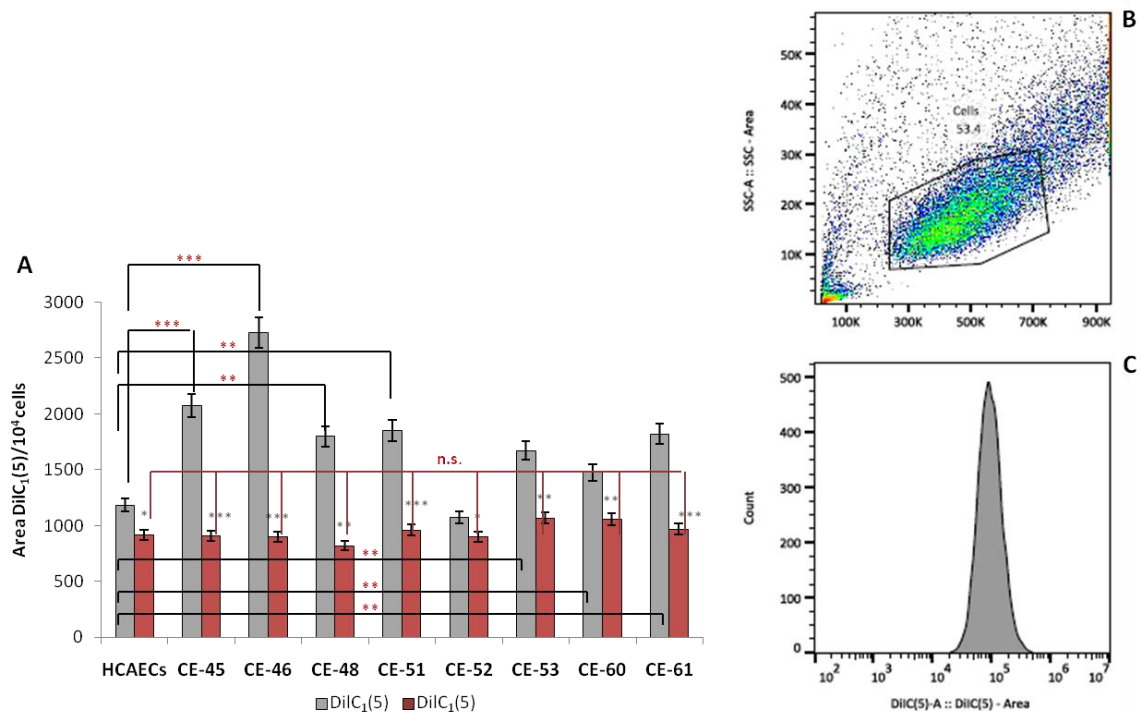 A
Area DilC₁(5)/10⁴ cells
3000
2500
2000
1500
1000
500
0
***
***
**
**
n.s.
* *** *** ** *** * ** ** ***
**
**
**
HCAECs CE-45 CE-46 CE-48 CE-51 CE-52 CE-53 CE-60 CE-61
DilC₁(5) DilC₁(5)
B
SSC-A :: SSC - Area
50K
40K
30K
20K
10K
Cells
53.4
100K 300K 500K 700K 900K
C
Count
500
400
300
200
100
0
10² 10³ 10⁴ 10⁵ 10⁶ 10⁷
DilC(5)-A :: DilC(5) - Area